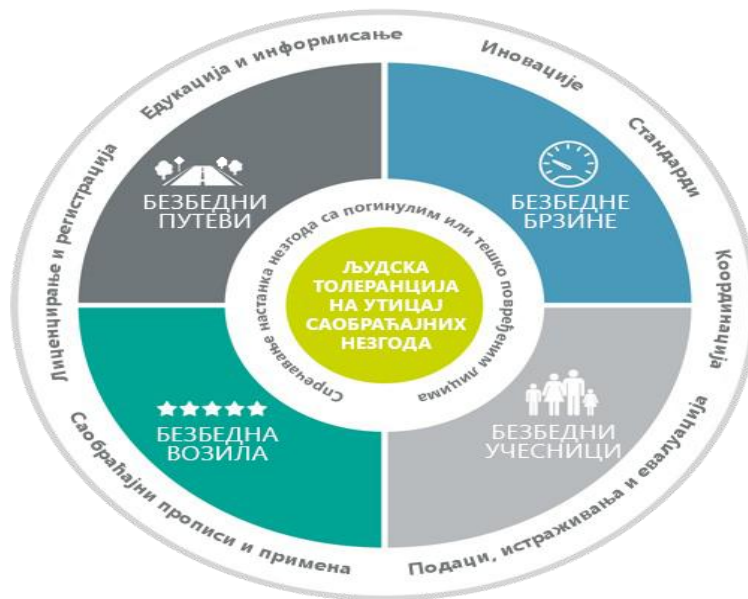 Едукација и информисање
Иновације
Стандарди
Координација
Подаци, истраживања и евалуација
Саобраћајни прописи и примена
Лиценцирање и регистрација
БЕЗБЕДНИ
ПУТЕВИ
БЕЗБЕДНЕ
БРЗИНЕ
Спречавање настанка незгода са погинулим или тешко повређеним лицима
ЉУДСКА
ТОЛЕРАНЦИЈА
НА УТИЦАЈ
САОБРАЋАЈНИХ
НЕЗГОДА
БЕЗБЕДНА
ВОЗИЛА
БЕЗБЕДНИ
УЧЕСНИЦИ